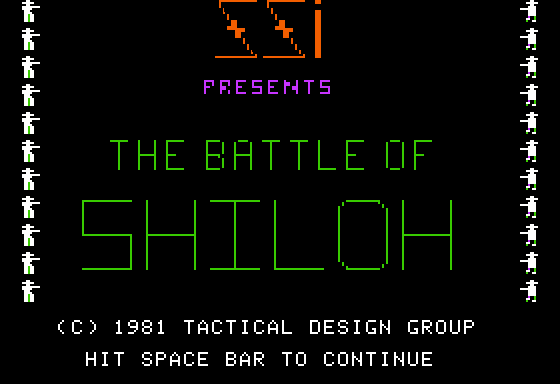 SSi
PRESENTS
THE BATTLE OF
SHILOH
(C) 1981 TACTICAL DESIGN GROUP
HIT SPACE BAR TO CONTINUE